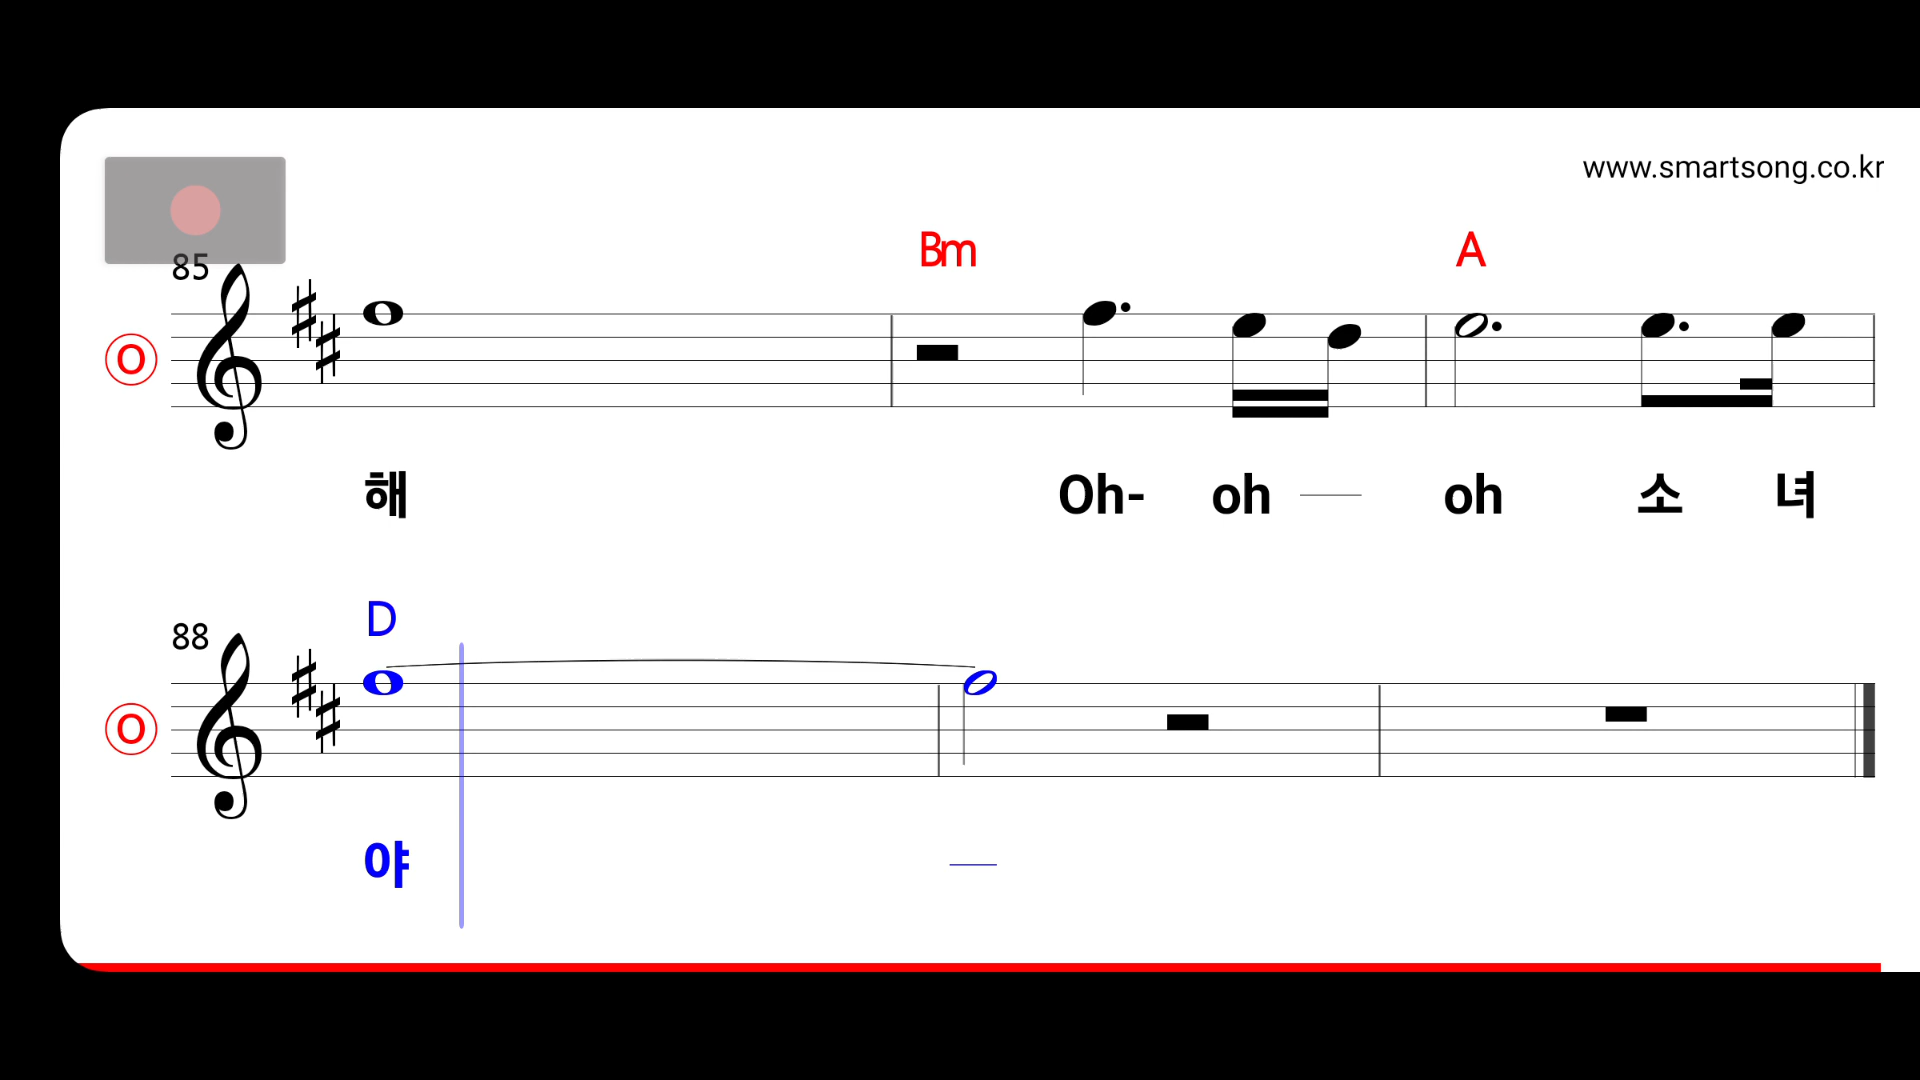 www.smartsong.co.kr
Bm A
85
O
해 Oh- oh oh 소 녀
D
88
O
야